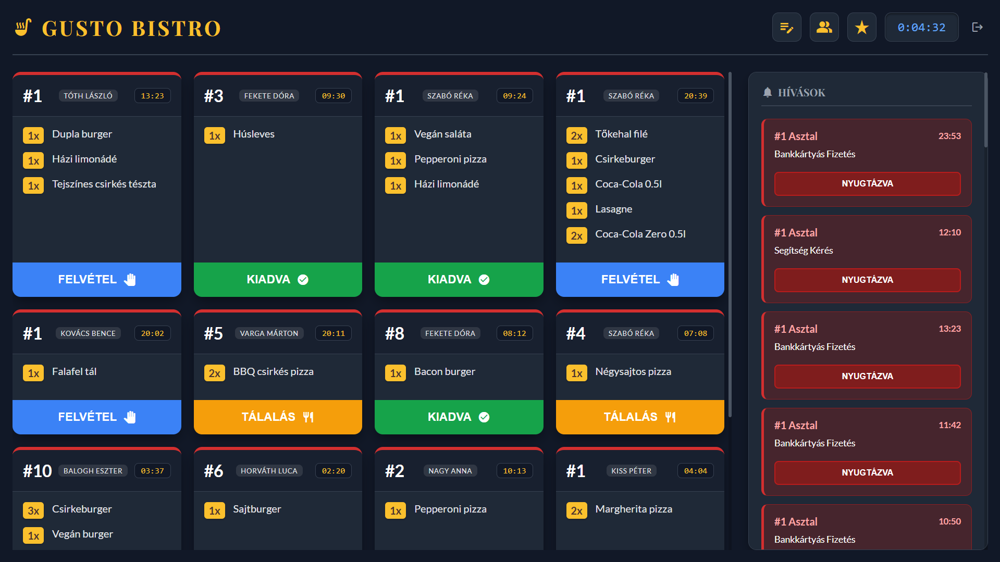 GUSTO BISTRO
0:04:32
#1 TÓTH LÁSZLÓ 13:23
1x Dupla burger
1x Házi limonádé
1x Tejszínes csirkés tészta
FELVÉTEL
#3 FEKETE DÓRA 09:30
1x Húsleves
KIADVA
#1 SZABÓ RÉKA 09:24
1x Vegán saláta
1x Pepperoni pizza
1x Házi limonádé
KIADVA
#1 SZABÓ RÉKA 20:39
2x Tőkehal filé
1x Csirkeburger
1x Coca-Cola 0.5l
1x Lasagne
2x Coca-Cola Zero 0.5l
FELVÉTEL
#1 KOVÁCS BENCE 20:02
1x Falafel tál
FELVÉTEL
#5 VARGA MÁRTON 20:11
2x BBQ csirkés pizza
TÁLALÁS
#8 FEKETE DÓRA 08:12
1x Bacon burger
KIADVA
#4 SZABÓ RÉKA 07:08
1x Négysajtos pizza
TÁLALÁS
#10 BALOGH ESZTER 03:37
3x Csirkeburger
1x Vegán burger
#6 HORVÁTH LUCA 02:20
1x Sajtburger
#2 NAGY ANNA 10:13
1x Pepperoni pizza
#1 KISS PÉTER 04:04
2x Margherita pizza
HÍVÁSOK
#1 Asztal 23:53
Bankkártyás Fizetés
NYUGTÁZVA
#1 Asztal 12:10
Segítség Kérés
NYUGTÁZVA
#1 Asztal 13:23
Bankkártyás Fizetés
NYUGTÁZVA
#1 Asztal 11:42
Bankkártyás Fizetés
NYUGTÁZVA
#1 Asztal 10:50
Bankkártyás Fizetés